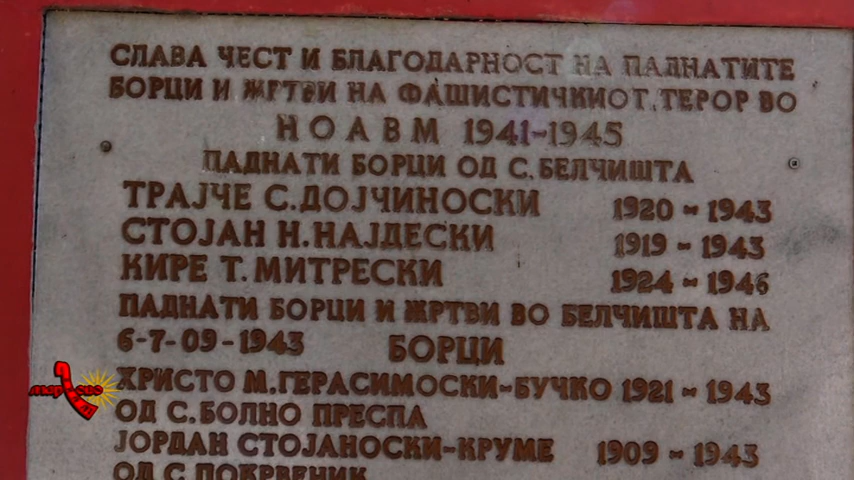 СЛАВА ЧЕСТ И БЛАГОДАРНОСТ НА ПАДНАТИТЕ
БОРЦИ И ЖРТВИ НА ФАШИСТИЧКИОТ ТЕРОР ВО
Н О А В М 1941-1945
ПАДНАТИ БОРЦИ ОД С. БЕЛЧИШТА
ТРАЈЧЕ С. ДОЈЧИНОСКИ 1920 - 1943
СТОЈАН Н. НАЈДЕСКИ 1919 - 1943
КИРЕ Т. МИТРЕСКИ 1924 - 1946
ПАДНАТИ БОРЦИ И ЖРТВИ ВО БЕЛЧИШТА НА
6-7-09-1943 БОРЦИ
ХРИСТО М. ГЕРАСИМОСКИ-БУЧКО 1921 - 1943
ОД С. БОЛНО ПРЕСПА
ЈОРДАН СТОЈАНОСКИ-КРУМЕ 1909 - 1943
ОД С. ПОКРВЕНИК